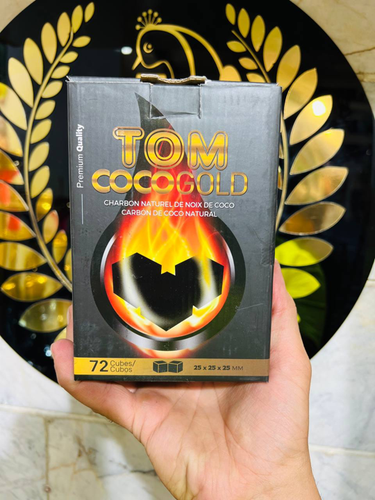 Premium Quality
TOM
COCOGOLD
CHARBON NATUREL DE NOIX DE COCO
CARBÓN DE COCO NATURAL
72 Cubes/
Cubos
25 x 25 x 25 MM